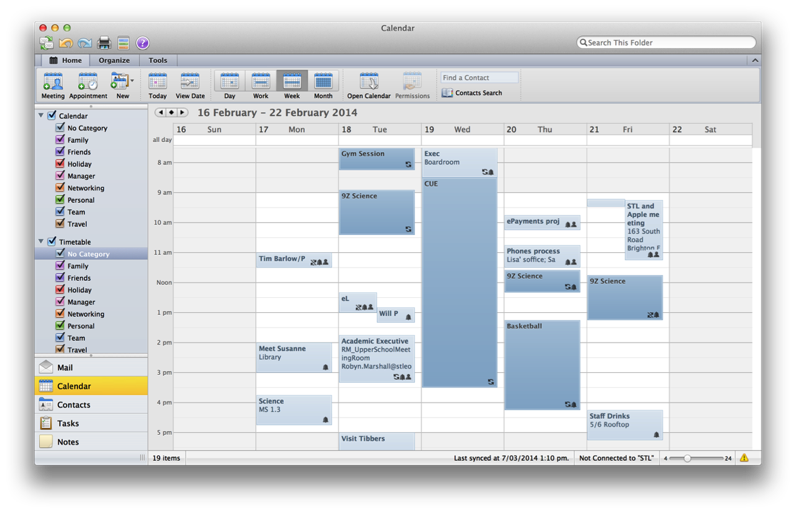 Calendar
Search This Folder
Home Organize Tools
Meeting Appointment New Today View Date Day Work Week Month Open Calendar Permissions
Find a Contact
Contacts Search
16 February – 22 February 2014
16 Sun 17 Mon 18 Tue 19 Wed 20 Thu 21 Fri 22 Sat
all day
8 am
9 am
10 am
11 am
Noon
1 pm
2 pm
3 pm
4 pm
5 pm
Calendar
No Category
Family
Friends
Holiday
Manager
Networking
Personal
Team
Travel
Timetable
No Category
Family
Friends
Holiday
Manager
Networking
Personal
Team
Travel
Mail
Calendar
Contacts
Tasks
Notes
Tim Barlow/P
Meet Susanne
Library
Science
MS 1.3
Gym Session
9Z Science
eL
Will P
Academic Executive
RM_UpperSchoolMeet
ingRoom
Robyn.Marshall@stleo
Visit Tibbers
Exec
Boardroom
CUE
ePayments proj
Phones process
Lisa' soffice; Sa
9Z Science
Basketball
STL and
Apple me
eting
163 South
Road
Brighton
9Z Science
Staff Drinks
5/6 Rooftop
19 items
Last synced at 7/03/2014 1:10 pm.
Not Connected to "STL"
4 24